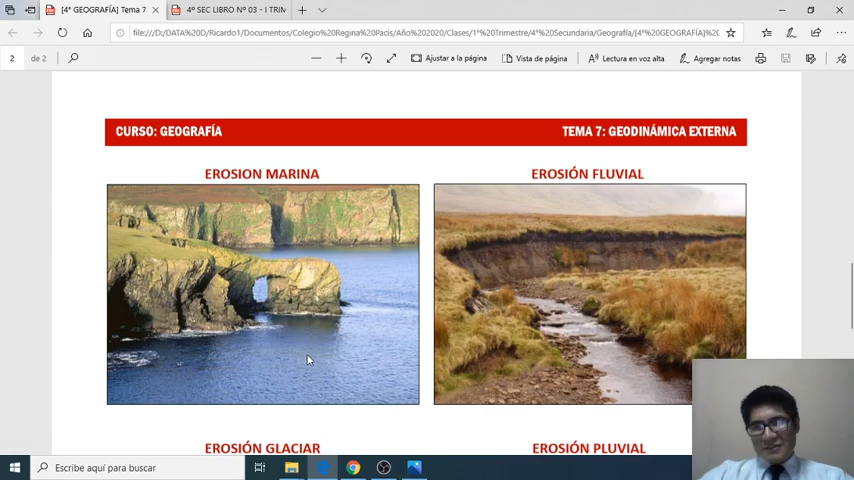 [4° GEOGRAFÍA] Tema 7
4º SEC LIBRO Nº 03 - I TRIM
file:///D:/DATA%20D/Ricardo1/Documentos/Colegio%20Regina%20Pacis/Año%202020/Clases/1°%20Trimestre/4°%20Secundaria/Geografía/[4°%20GEOGRAFÍA]%2C
2 de 2
Ajustar a la página
Vista de página
Lectura en voz alta
Agregar notas
CURSO: GEOGRAFÍA
TEMA 7: GEODINÁMICA EXTERNA
EROSION MARINA
EROSIÓN FLUVIAL
EROSIÓN GLACIAR
EROSIÓN PLUVIAL
Escribe aquí para buscar